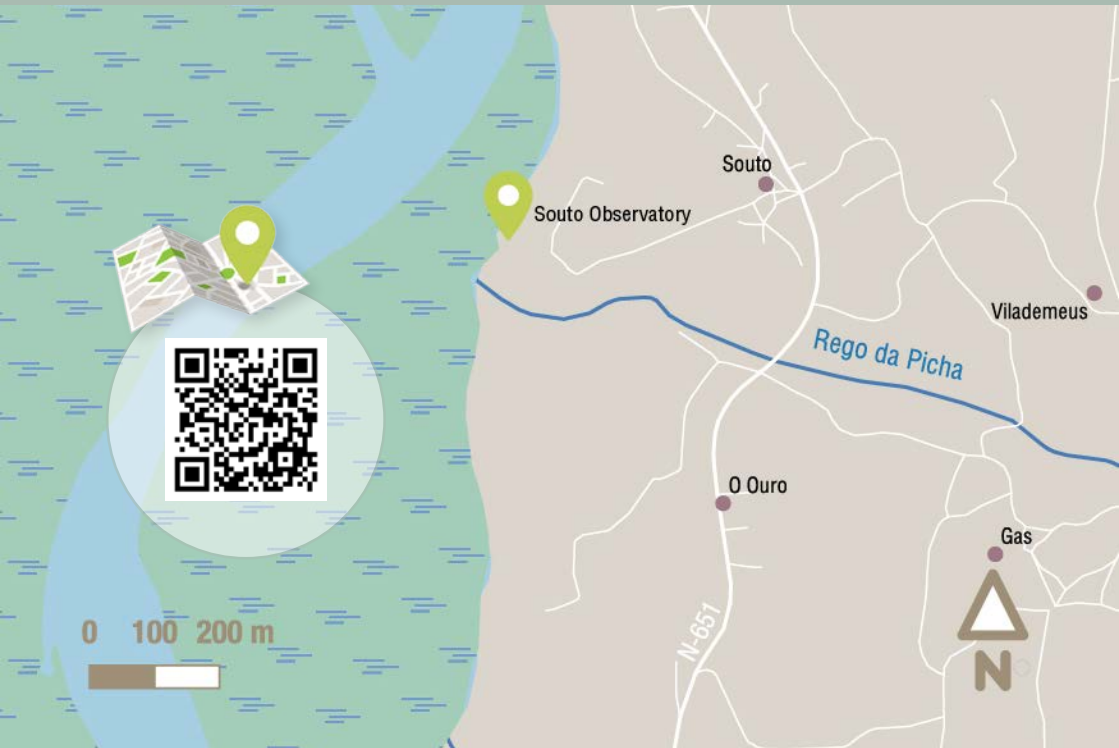 Souto
Souto Observatory
Vilademeus
Rego da Picha
O Ouro
Gas
N-651
0 100 200 m
N